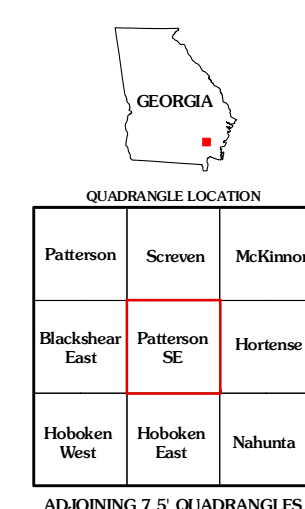 GEORGIA
QUADRANGLE LOCATION
Patterson Screven McKinnon
Blackshear East Patterson SE Hortense
Hoboken West Hoboken East Nahunta
ADJOINING 7.5' QUADRANGLES